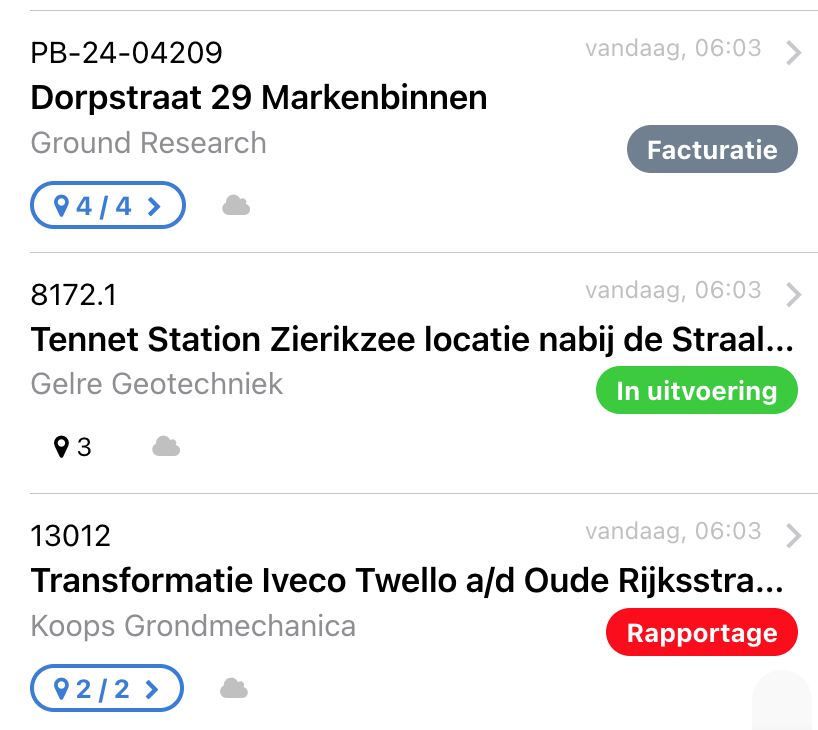 PB-24-04209
vandaag, 06:03
Dorpstraat 29 Markenbinnen
Ground Research
Facturatie
4 / 4
8172.1
vandaag, 06:03
Tennet Station Zierikzee locatie nabij de Straal...
Gelre Geotechniek
In uitvoering
3
13012
vandaag, 06:03
Transformatie Iveco Twello a/d Oude Rijksstra...
Koops Grondmechanica
Rapportage
2 / 2